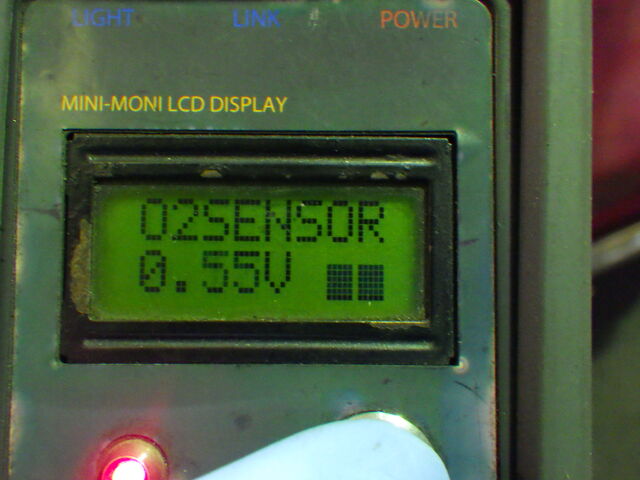 LIGHT LINK POWER
MINI-MONI LCD DISPLAY
O2SENSOR
0.55V